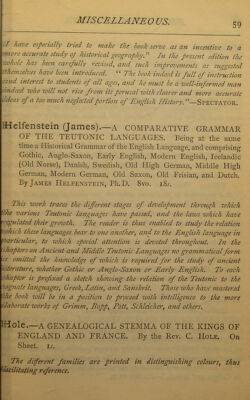 MISCELLANEOUS. 59
I have especially tried to make the book serve as an incentive to a
more accurate study of historical geography." In the present edition the
whole has been carefully revised, and such improvements as suggested
themselves have been introduced. "The book indeed is full of instruction
and interest to students of all ages, and he must be a well-informed man
indeed who will not rise from its perusal with clearer and more accurate
ideas of a too much neglected portion of English History."—SPECTATOR.
Helfenstein (James).—A COMPARATIVE GRAMMAR
OF THE TEUTONIC LANGUAGES. Being at the same
time a Historical Grammar of the English Language, and comprising
Gothic, Anglo-Saxon, Early English, Modern English, Icelandic
(Old Norse), Danish, Swedish, Old High German, Middle High
German, Modern German, Old Saxon, Old Frisian, and Dutch.
By JAMES HELFENSTEIN, Ph.D. 8vo. 18s.
This work traces the different stages of development through which
the various Teutonic languages have passed, and the laws which have
regulated their growth. The reader is thus enabled to study the relation
which these languages bear to one another, and to the English language in
particular, to which special attention is devoted throughout. In the
chapters on Ancient and Middle Teutonic Languages no grammatical form
is omitted the knowledge of which is required for the study of ancient
literature, whether Gothic or Anglo-Saxon or Early English. To each
chapter is prefixed a sketch showing the relation of the Teutonic to the
cognate languages, Greek, Latin, and Sanskrit. Those who have mastered
the book will be in a position to proceed with intelligence to the more
elaborate works of Grimm, Bopp, Pott, Schleicher, and others.
Hole.—A GENEALOGICAL STEMMA OF THE KINGS OF
ENGLAND AND FRANCE. By the Rev. C. HOLE. On
Sheet. 1s.
The different families are printed in distinguishing colours, thus
facilitating reference.